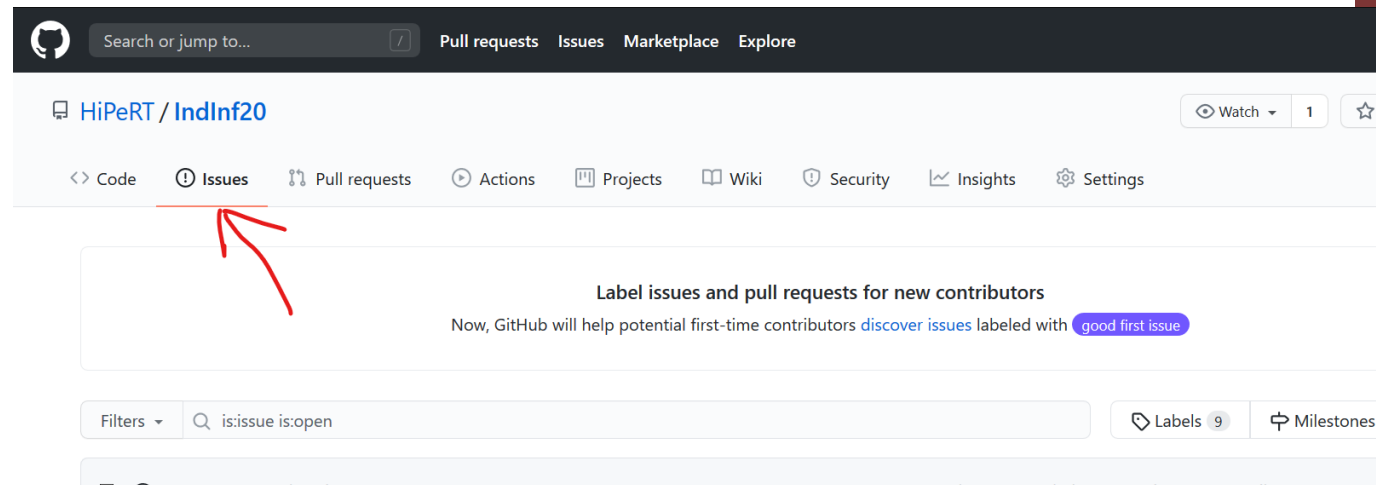 Search or jump to... / Pull requests Issues Marketplace Explore
HiPeRT / IndInf20 Watch 1
Code Issues Pull requests Actions Projects Wiki Security Insights Settings
Label issues and pull requests for new contributors
Now, GitHub will help potential first-time contributors discover issues labeled with good first issue
Filters is:issue is:open Labels 9 Milestones